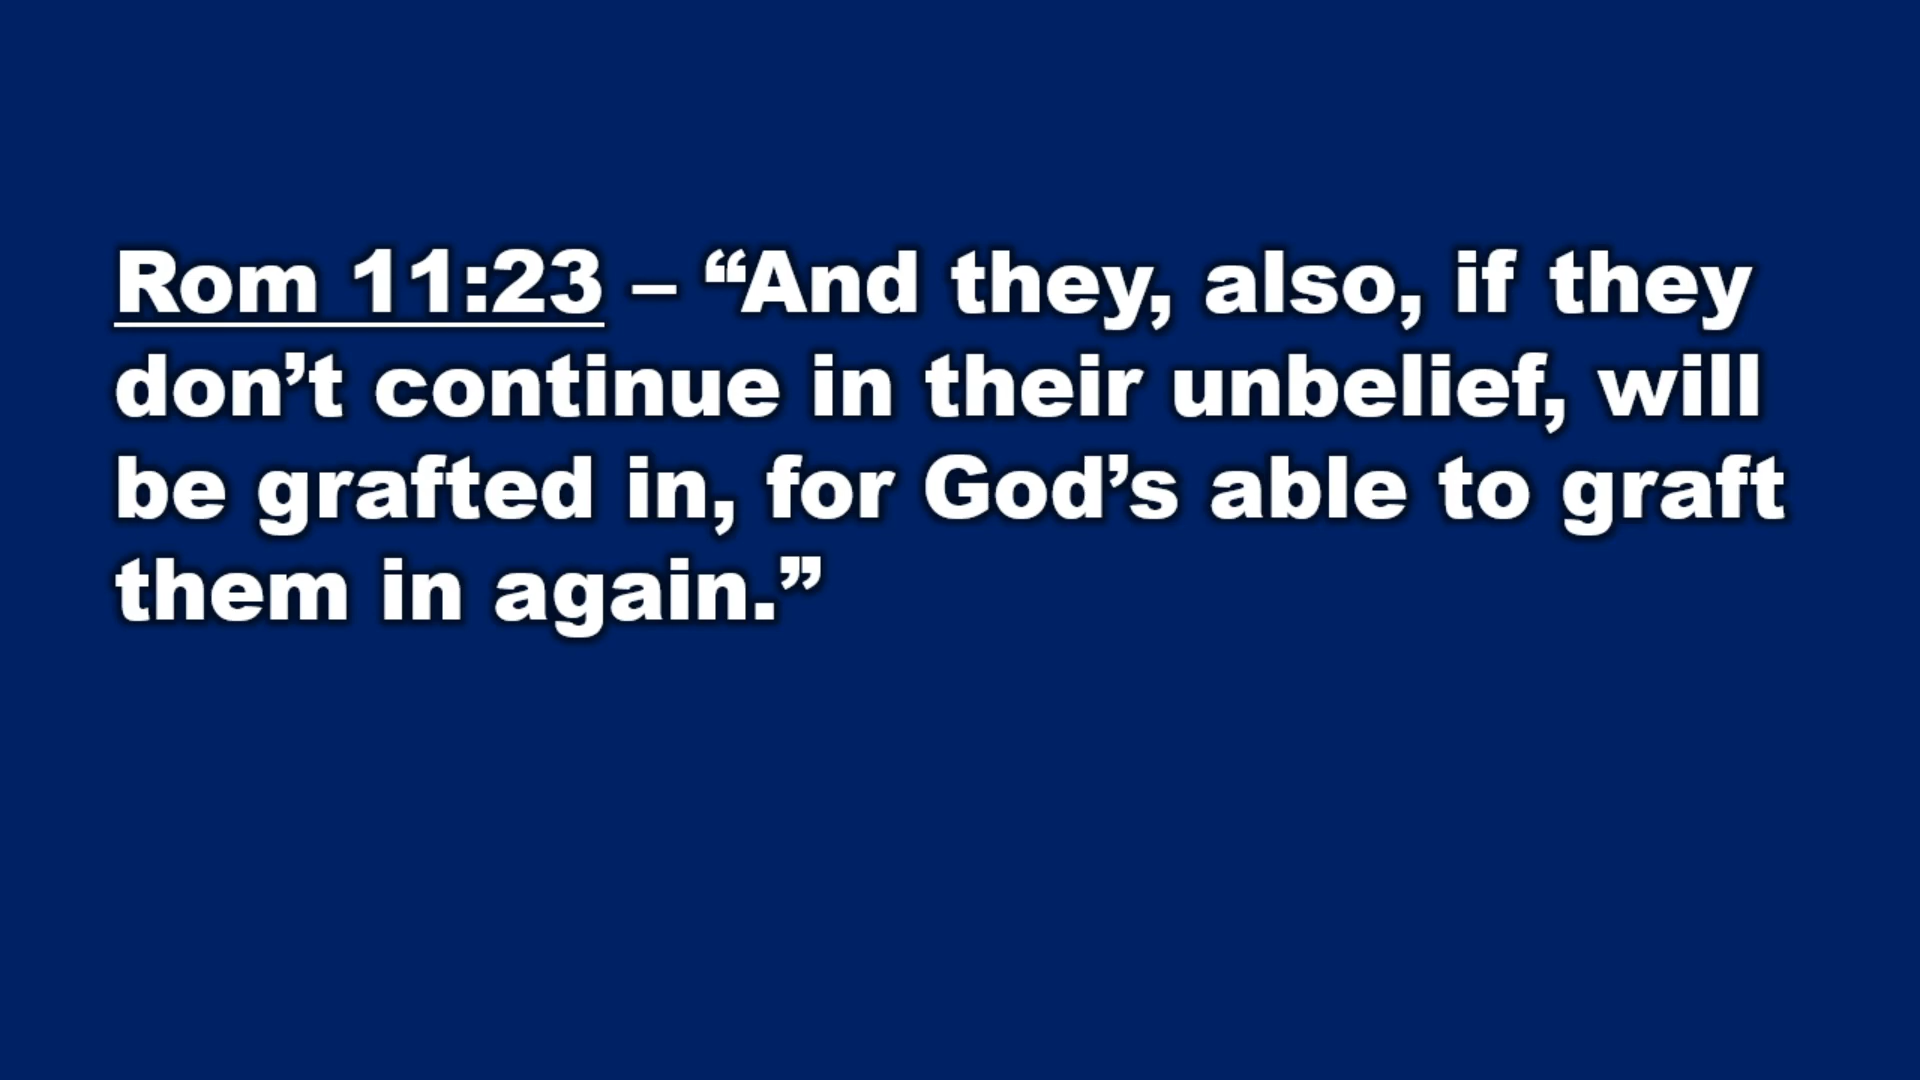 Rom 11:23 – “And they, also, if they
don’t continue in their unbelief, will
be grafted in, for God’s able to graft
them in again.”